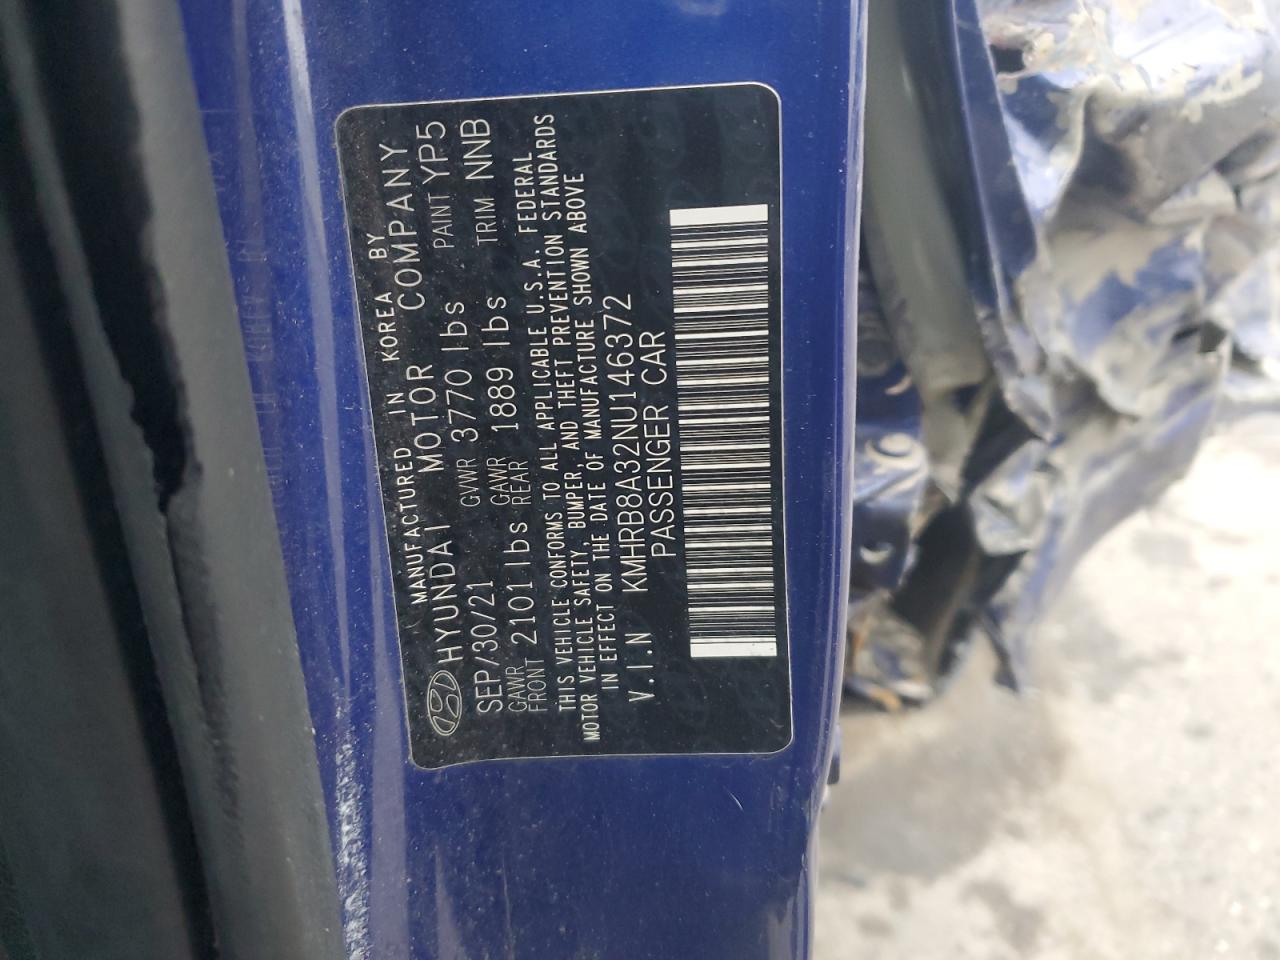 MANUFACTURED IN KOREA BY
HYUNDAI MOTOR COMPANY
SEP/30/21 GVWR 3770 lbs PAINT YP5
GAWR FRONT 2101 lbs GAWR REAR 1889 lbs TRIM NNB
THIS VEHICLE CONFORMS TO ALL APPLICABLE U.S.A. FEDERAL
MOTOR VEHICLE SAFETY, BUMPER, AND THEFT PREVENTION STANDARDS
IN EFFECT ON THE DATE OF MANUFACTURE SHOWN ABOVE
V.I.N KMHRB8A32NU146372
PASSENGER CAR